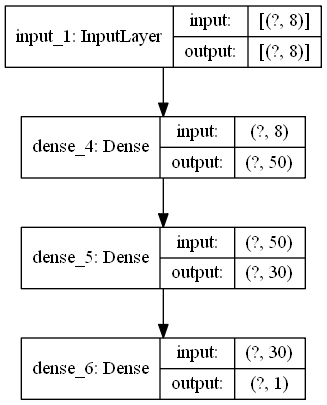 input_1: InputLayer
input: [(?, 8)]
output: [(?, 8)]
dense_4: Dense
input: (?, 8)
output: (?, 50)
dense_5: Dense
input: (?, 50)
output: (?, 30)
dense_6: Dense
input: (?, 30)
output: (?, 1)